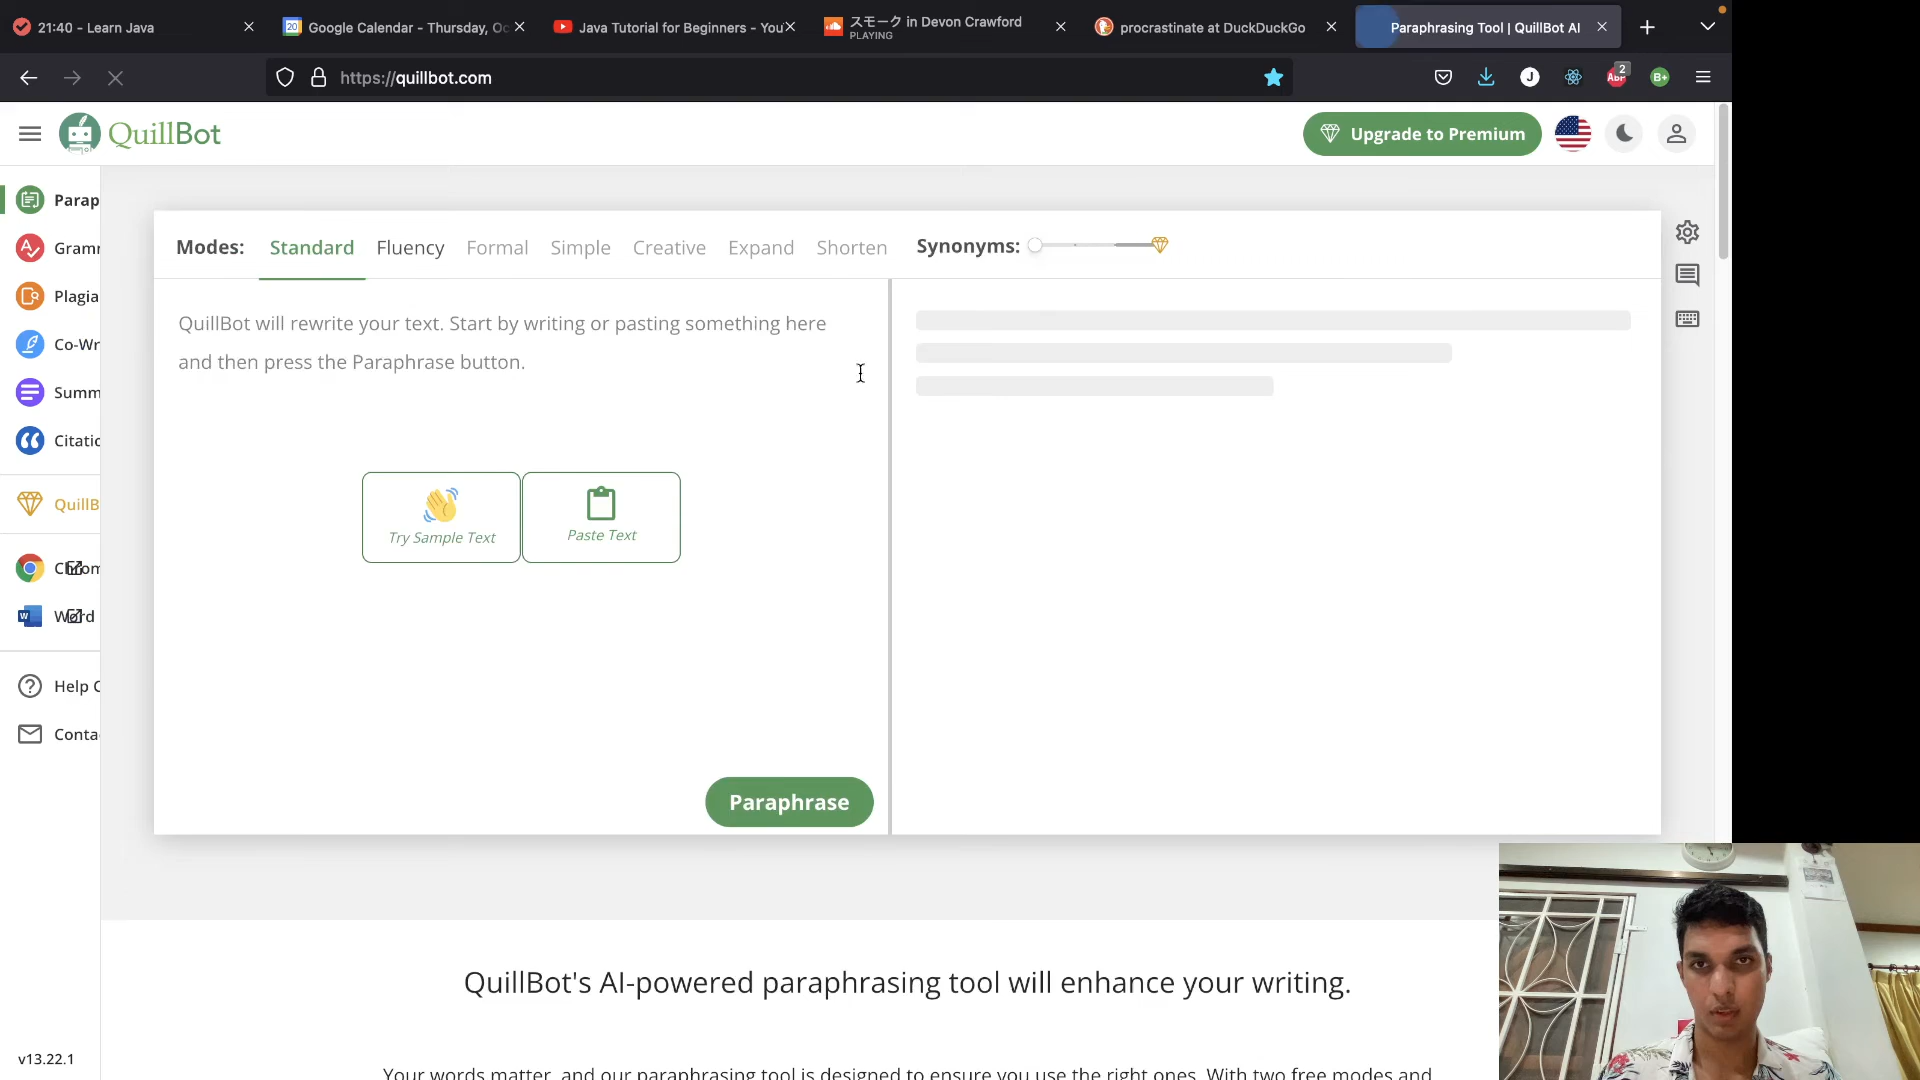 21:40 - Learn Java
Google Calendar - Thursday, Oc
Java Tutorial for Beginners - You
スモーク in Devon Crawford
PLAYING
procrastinate at DuckDuckGo
Paraphrasing Tool | QuillBot AI
https://quillbot.com
ABP
2
J
B+
QuillBot
Upgrade to Premium
Parap
Modes:
Standard
Fluency
Formal
Simple
Creative
Expand
Shorten
Synonyms:
Gramr
Plagia
Co-Wr
Summ
Citatic
QuillB
Chrom
Word
Help C
Conta
QuillBot will rewrite your text. Start by writing or pasting something here
and then press the Paraphrase button.
Try Sample Text
Paste Text
Paraphrase
QuillBot's AI-powered paraphrasing tool will enhance your writing.
Your words matter, and our paraphrasing tool is designed to ensure you use the right ones. With two free modes and
v13.22.1